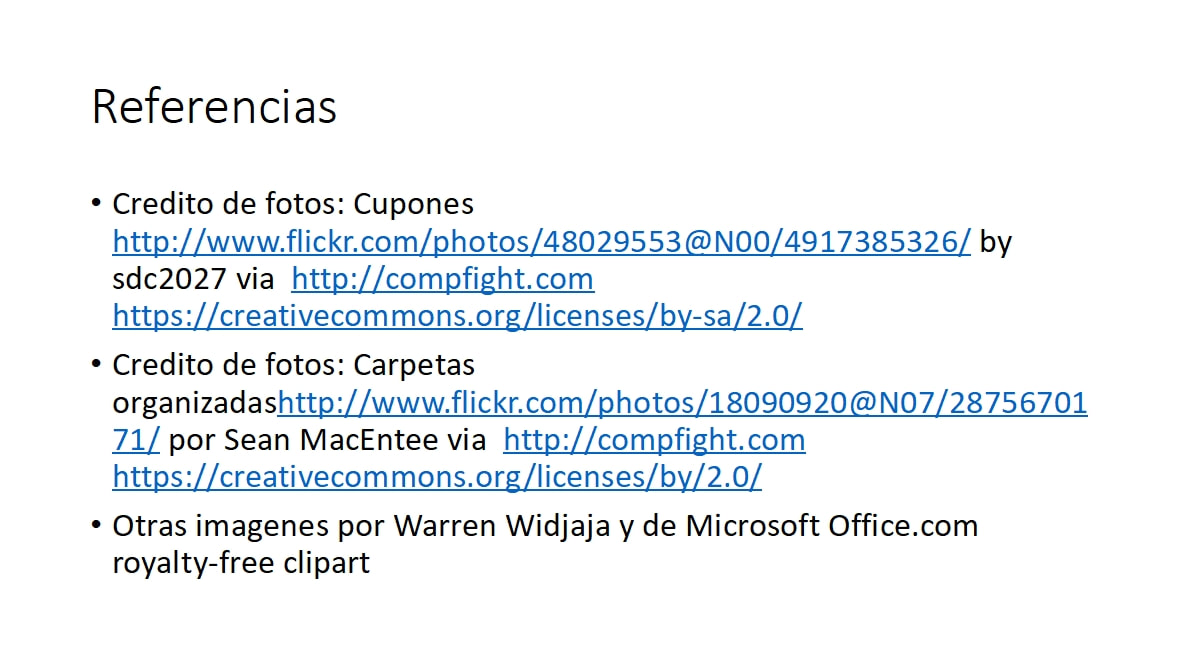 Referencias
• Credito de fotos: Cupones
http://www.flickr.com/photos/48029553@N00/4917385326/ by
sdc2027 via  http://compfight.com
https://creativecommons.org/licenses/by-sa/2.0/
• Credito de fotos: Carpetas
organizadashttp://www.flickr.com/photos/18090920@N07/28756701
71/ por Sean MacEntee via  http://compfight.com
https://creativecommons.org/licenses/by/2.0/
• Otras imagenes por Warren Widjaja y de Microsoft Office.com
royalty-free clipart